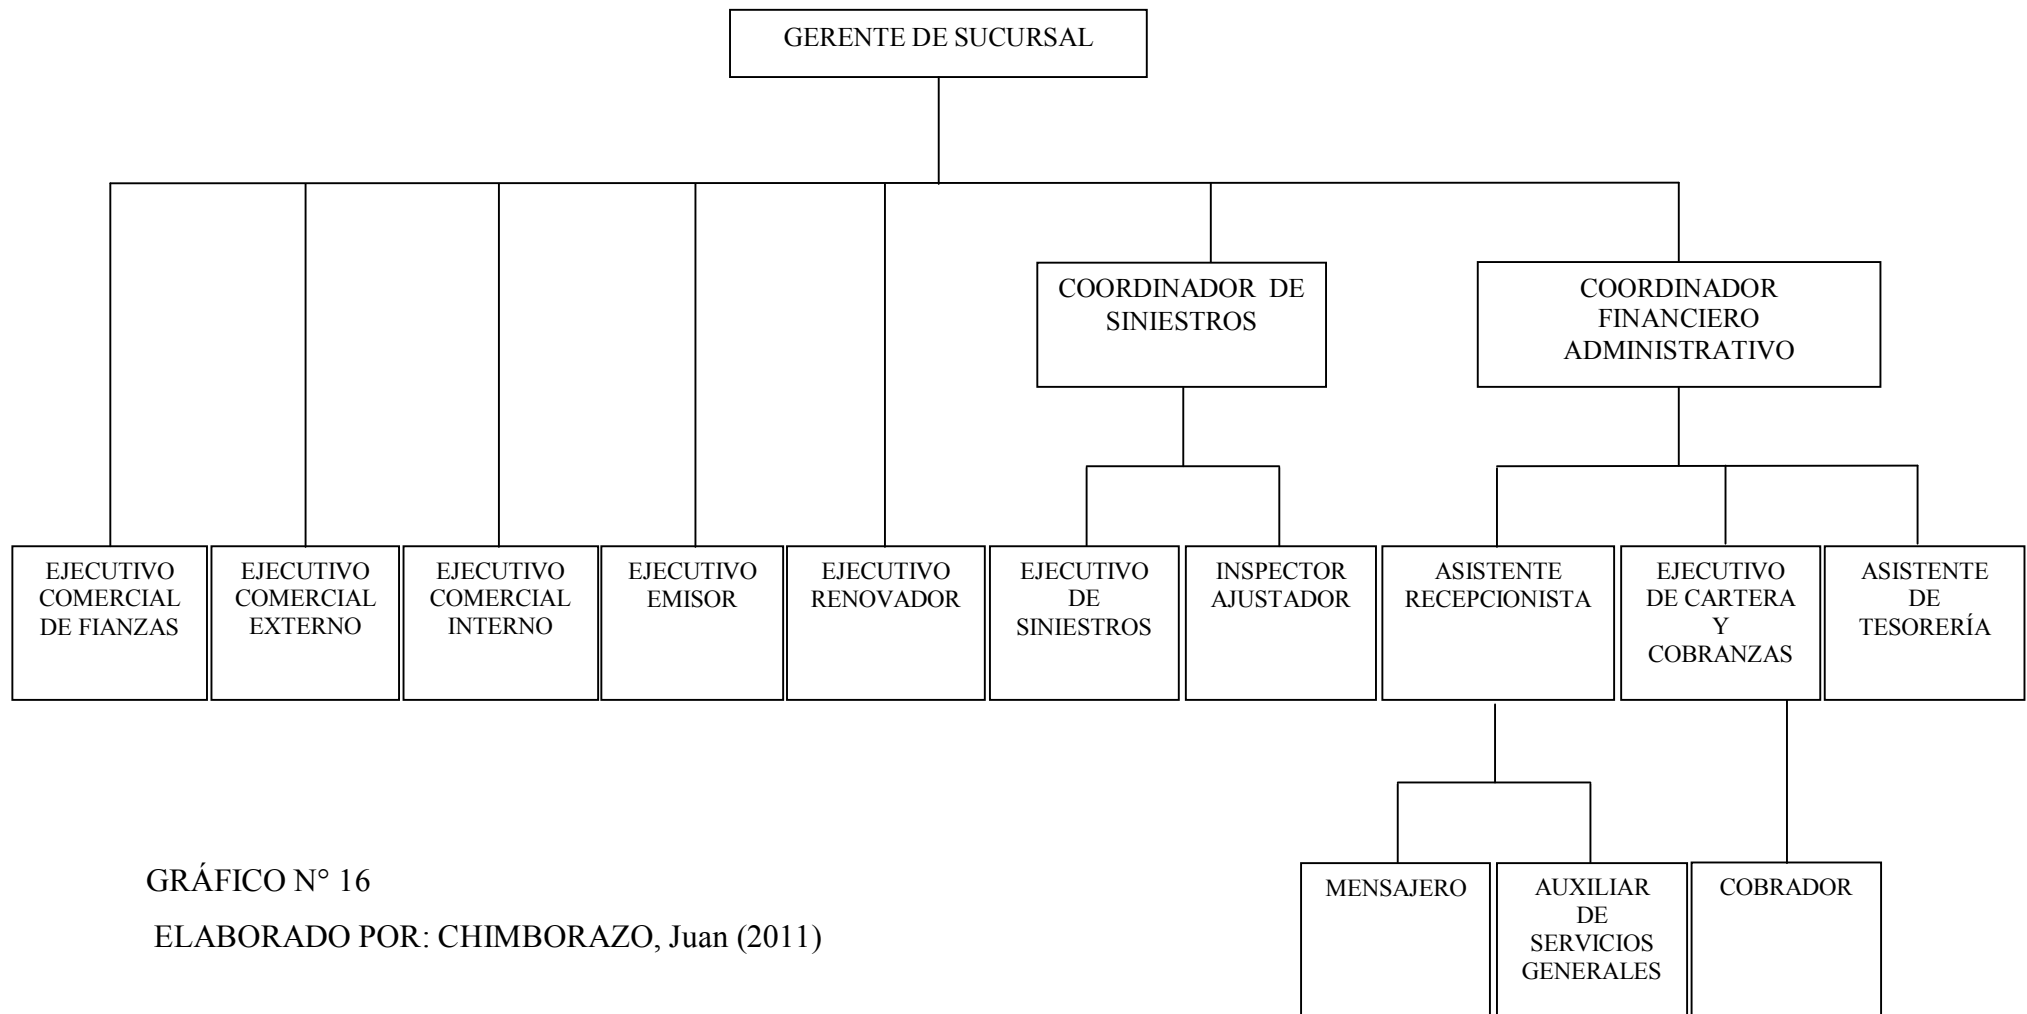 GERENTE DE SUCURSAL
COORDINADOR DE
SINIESTROS
COORDINADOR
FINANCIERO
ADMINISTRATIVO
EJECUTIVO
COMERCIAL
DE FIANZAS
EJECUTIVO
COMERCIAL
EXTERNO
EJECUTIVO
COMERCIAL
INTERNO
EJECUTIVO
EMISOR
EJECUTIVO
RENOVADOR
EJECUTIVO
DE
SINIESTROS
INSPECTOR
AJUSTADOR
ASISTENTE
RECEPCIONISTA
EJECUTIVO
DE CARTERA
Y
COBRANZAS
ASISTENTE
DE
TESORERÍA
MENSAJERO
AUXILIAR
DE
SERVICIOS
GENERALES
COBRADOR
GRÁFICO N° 16
ELABORADO POR: CHIMBORAZO, Juan (2011)